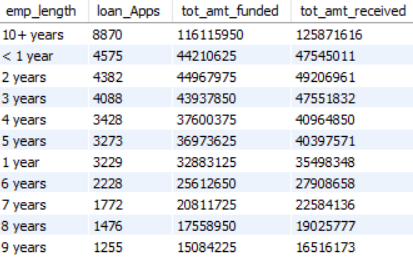 emp_length loan_Apps tot_amt_funded tot_amt_received
10+ years 8870 116115950 125871616
< 1 year 4575 44210625 47545011
2 years 4382 44967975 49206961
3 years 4088 43937850 47551832
4 years 3428 37600375 40964850
5 years 3273 36973625 40397571
1 year 3229 32883125 35498348
6 years 2228 25612650 27908658
7 years 1772 20811725 22584136
8 years 1476 17558950 19025777
9 years 1255 15084225 16516173